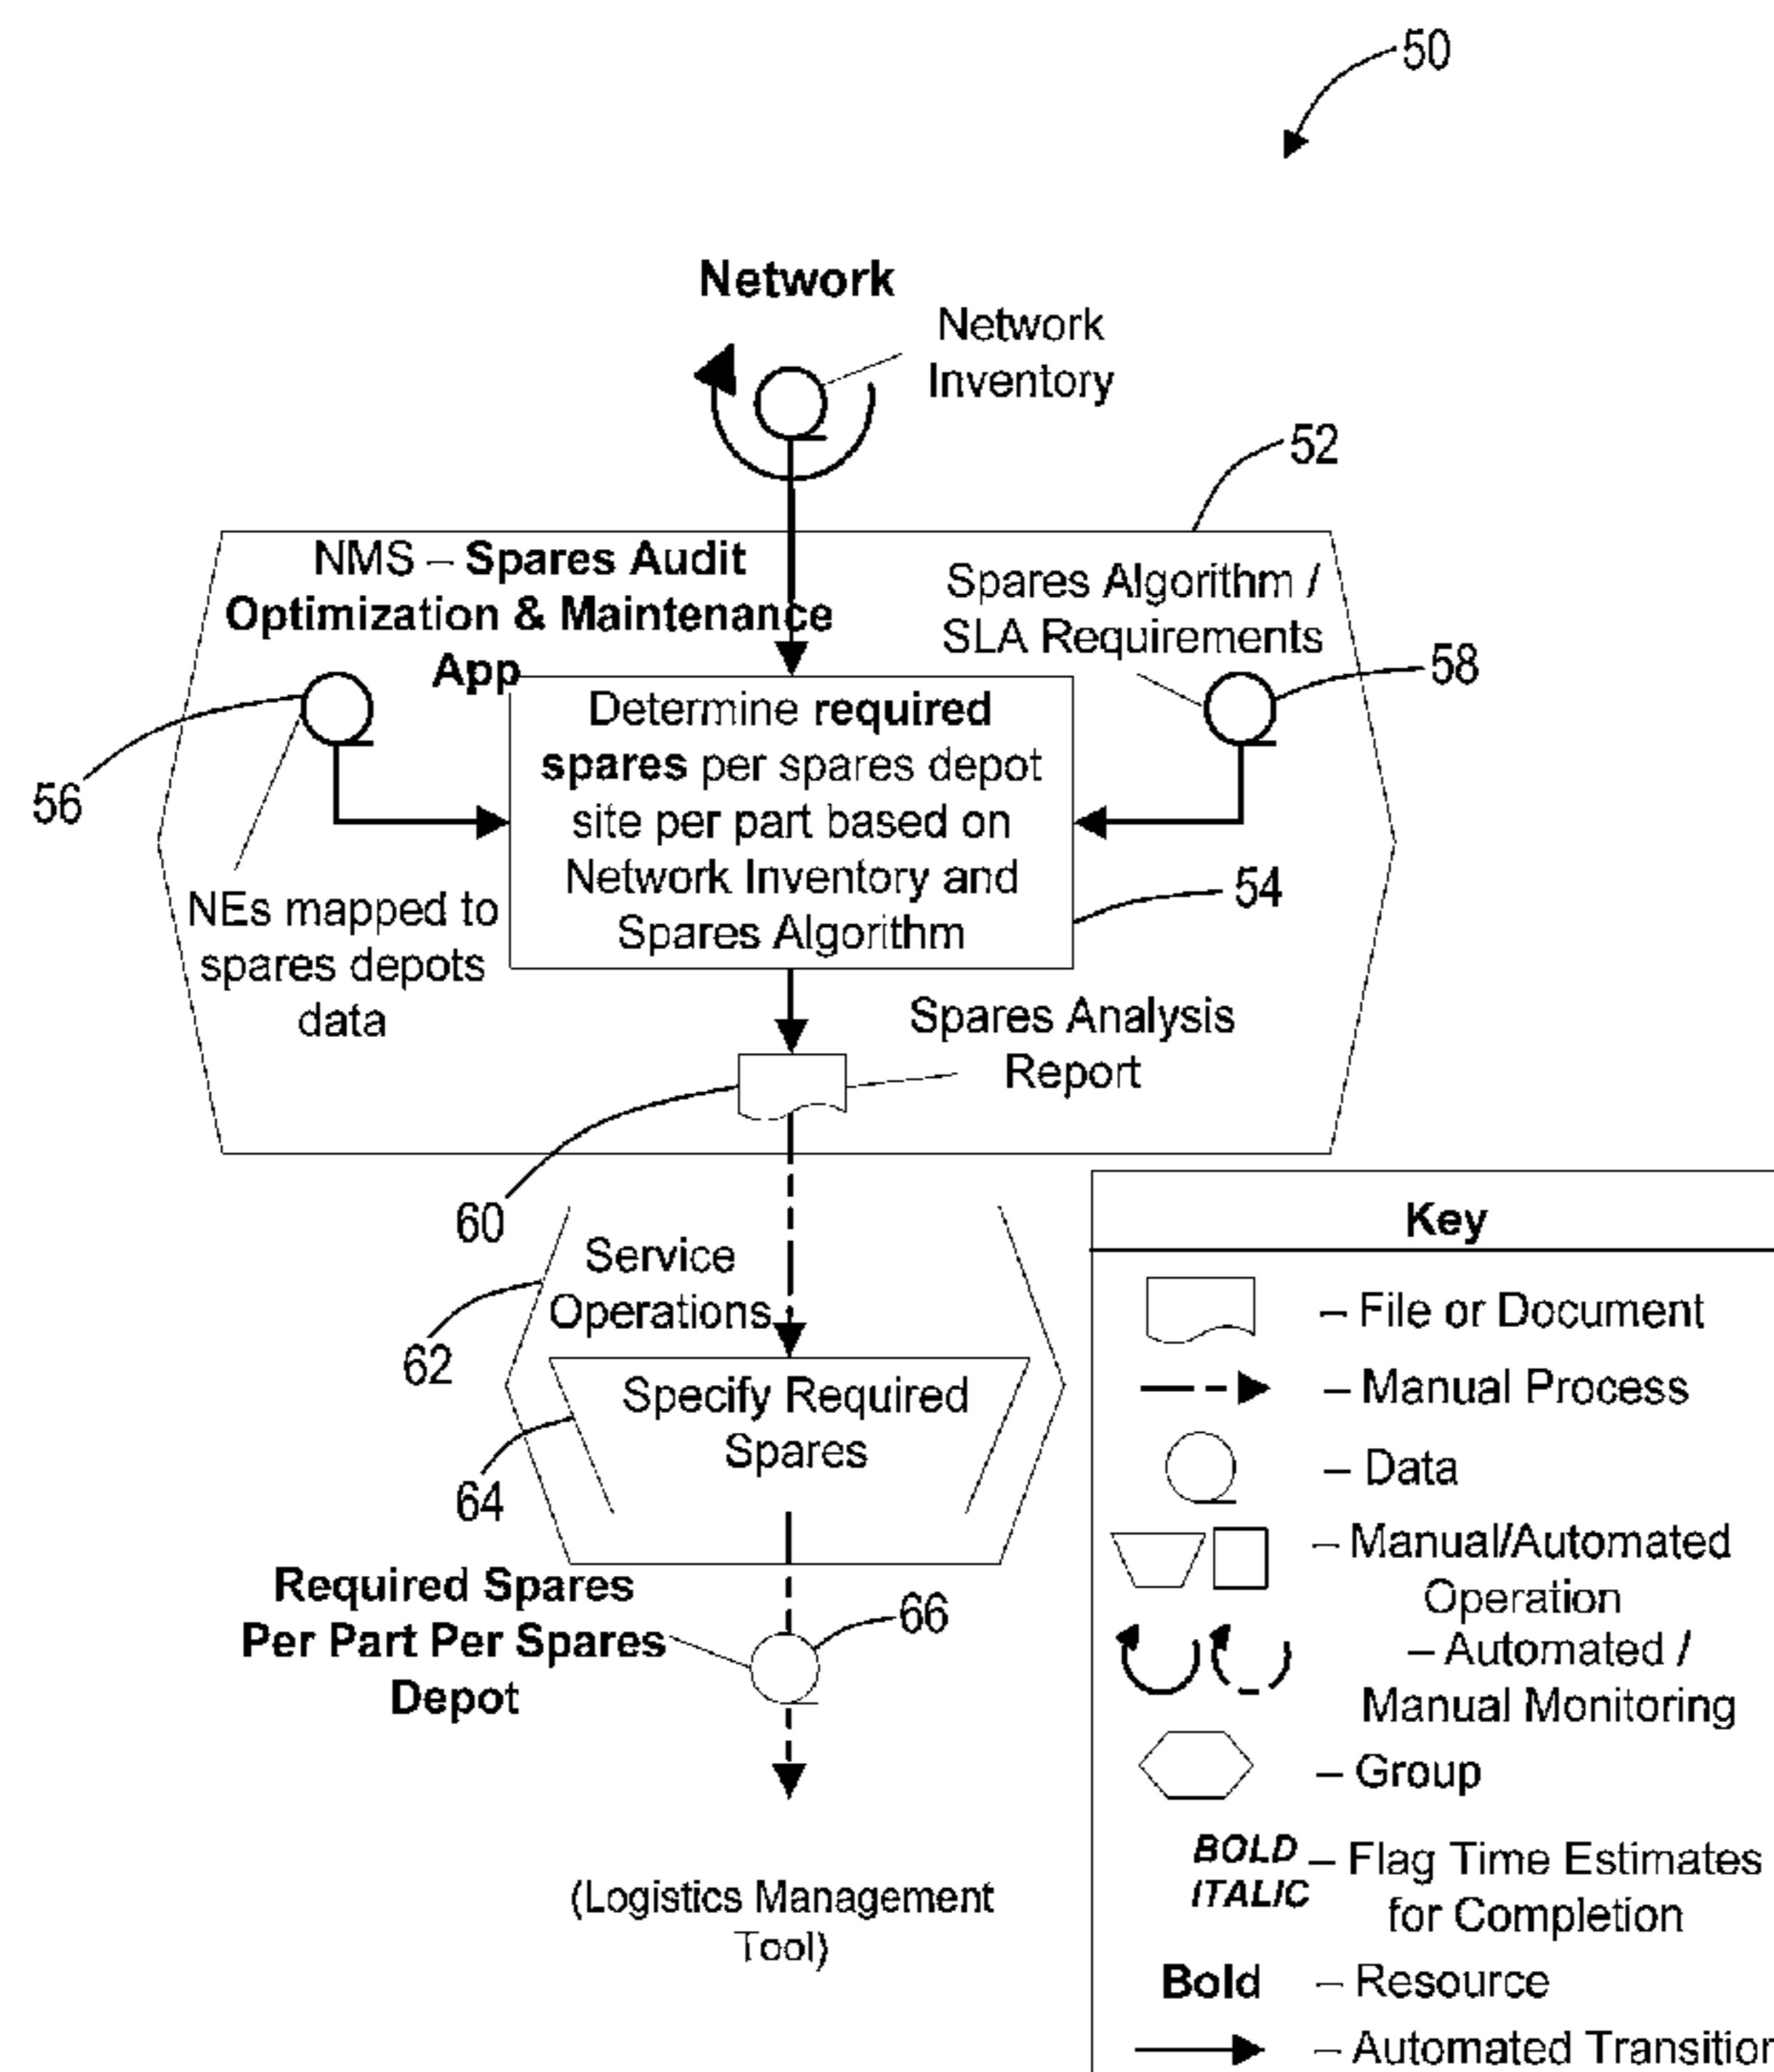 50
Network
Network
Inventory
52
NMS – Spares Audit
Optimization & Maintenance
App
Spares Algorithm /
SLA Requirements
58
56
Determine required
spares per spares depot
site per part based on
Network Inventory and
Spares Algorithm
54
NEs mapped to
spares depots
data
Spares Analysis
Report
60
Service
Operations
62
Specify Required
Spares
64
Required Spares
Per Part Per Spares
Depot
66
(Logistics Management
Tool)
Key
– File or Document
– Manual Process
– Data
– Manual/Automated
Operation
– Automated /
Manual Monitoring
– Group
BOLD
ITALIC
– Flag Time Estimates
for Completion
Bold – Resource
– Automated Transition